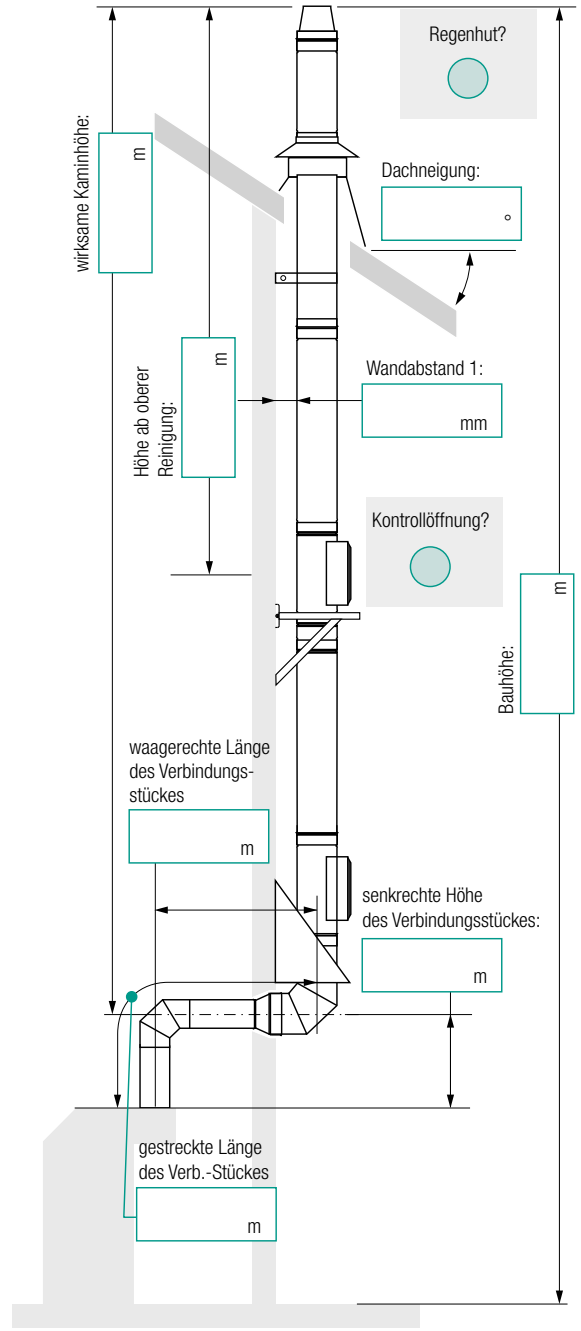 Regenhut?
wirksame Kaminhöhe:
m
Dachneigung:
°
Höhe ab oberer
Reinigung:
m
Wandabstand 1:
mm
Kontrollöffnung?
Bauhöhe:
m
waagerechte Länge
des Verbindungs-
stückes
m
senkrechte Höhe
des Verbindungsstückes:
m
gestreckte Länge
des Verb.-Stückes
m